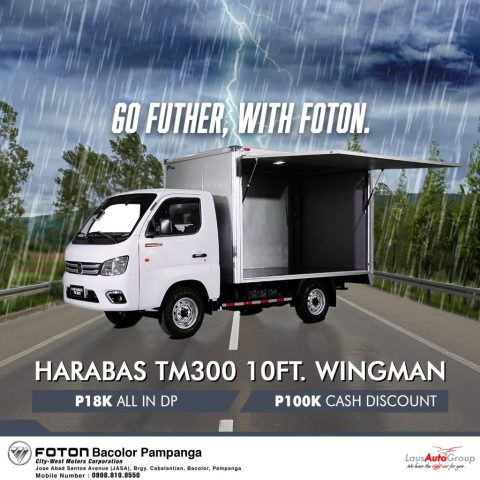 GO FUTHER, WITH FOTON.
HARABAS TM300 10FT. WINGMAN
P18K ALL IN DP
P100K CASH DISCOUNT
FOTON Bacolor Pampanga
City-West Motors Corporation
Jose Abad Santos Avenue (JASA), Brgy. Cabalantian, Bacolor, Pampanga
Mobile Number : 0908.810.8550
LausAutoGroup
We have the right car for you.